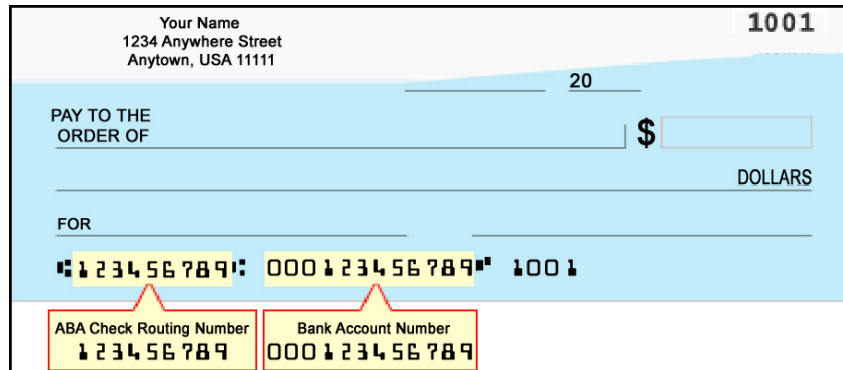 Your Name
1001
1234 Anywhere Street
Anytown, USA 11111
20
PAY TO THE
ORDER OF
$
DOLLARS
FOR
⑆123456789⑆ 000123456789⑈ 1001
ABA Check Routing Number
123456789
Bank Account Number
000123456789